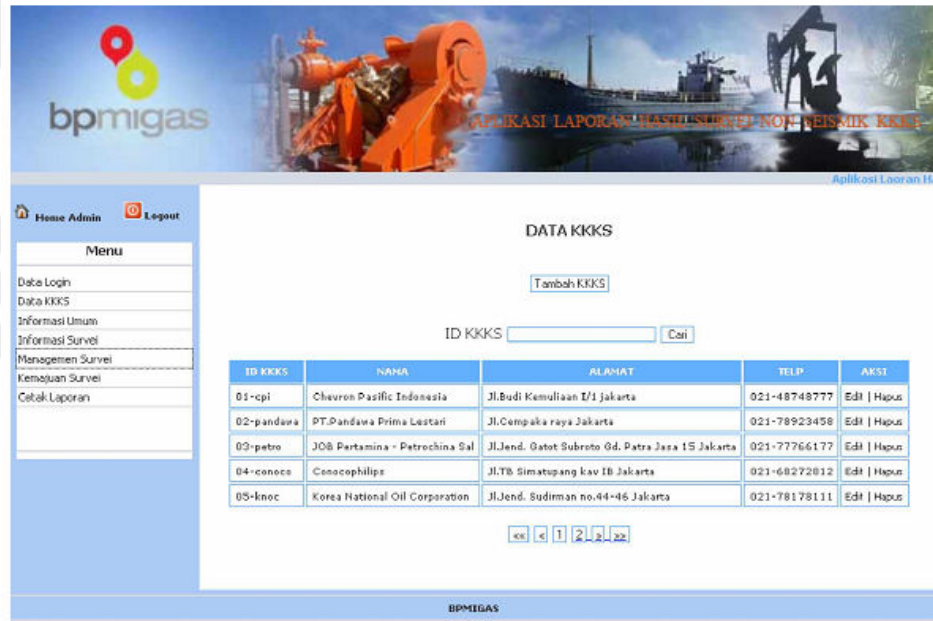 bpmigas
APLIKASI LAPORAN HASIL SURVEI NON SEISMIK KKKS
Aplikasi Laoran Ha
Home Admin Logout
Menu
Data Login
Data KKKS
Informasi Umum
Informasi Survei
Managemen Survei
Kemajuan Survei
Cetak Laporan
DATA KKKS
Tambah KKKS
ID KKKS Cari
ID KKKS NAMA ALAMAT TELP AKSI
01-cpi Cheuron Pasific Indonesia Jl.Budi Kemuliaan I/1 jakarta 021-48748777 Edit | Hapus
02-pandawa PT.Pandawa Prima Lestari Jl.Cempaka raya Jakarta 021-78923458 Edit | Hapus
03-petro JOB Pertamina - Petrochina Sal Jl.Jend. Gatot Subroto Gd. Patra Jasa 15 Jakarta 021-77766177 Edit | Hapus
04-conoco Conocophilips Jl.TB Simatupang kav IB Jakarta 021-68272812 Edit | Hapus
05-knoc Korea National Oil Corporation Jl.Jend. Sudirman no.44-46 Jakarta 021-78178111 Edit | Hapus
<< < 1 2 > >>
BPMIGAS